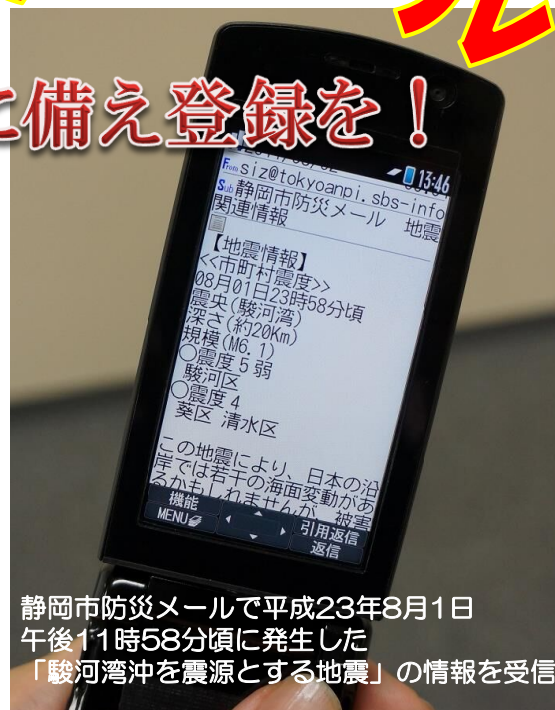 に備え登録を！
13:46
From siz@tokyoanpi.sbs-info
Sub 静岡市防災メール 地震
関連情報
【地震情報】
<<市町村震度>>
08月01日23時58分頃
震央(駿河湾)
深さ(約20Km)
規模(M6.1)
○震度５弱
駿河区
○震度４
葵区 清水区
この地震により、日本の沿
岸では若干の海面変動があ
るかもしれませんが、被害
機能
MENU
引用返信
返信
静岡市防災メールで平成23年8月1日
午後11時58分頃に発生した
「駿河湾沖を震源とする地震」の情報を受信